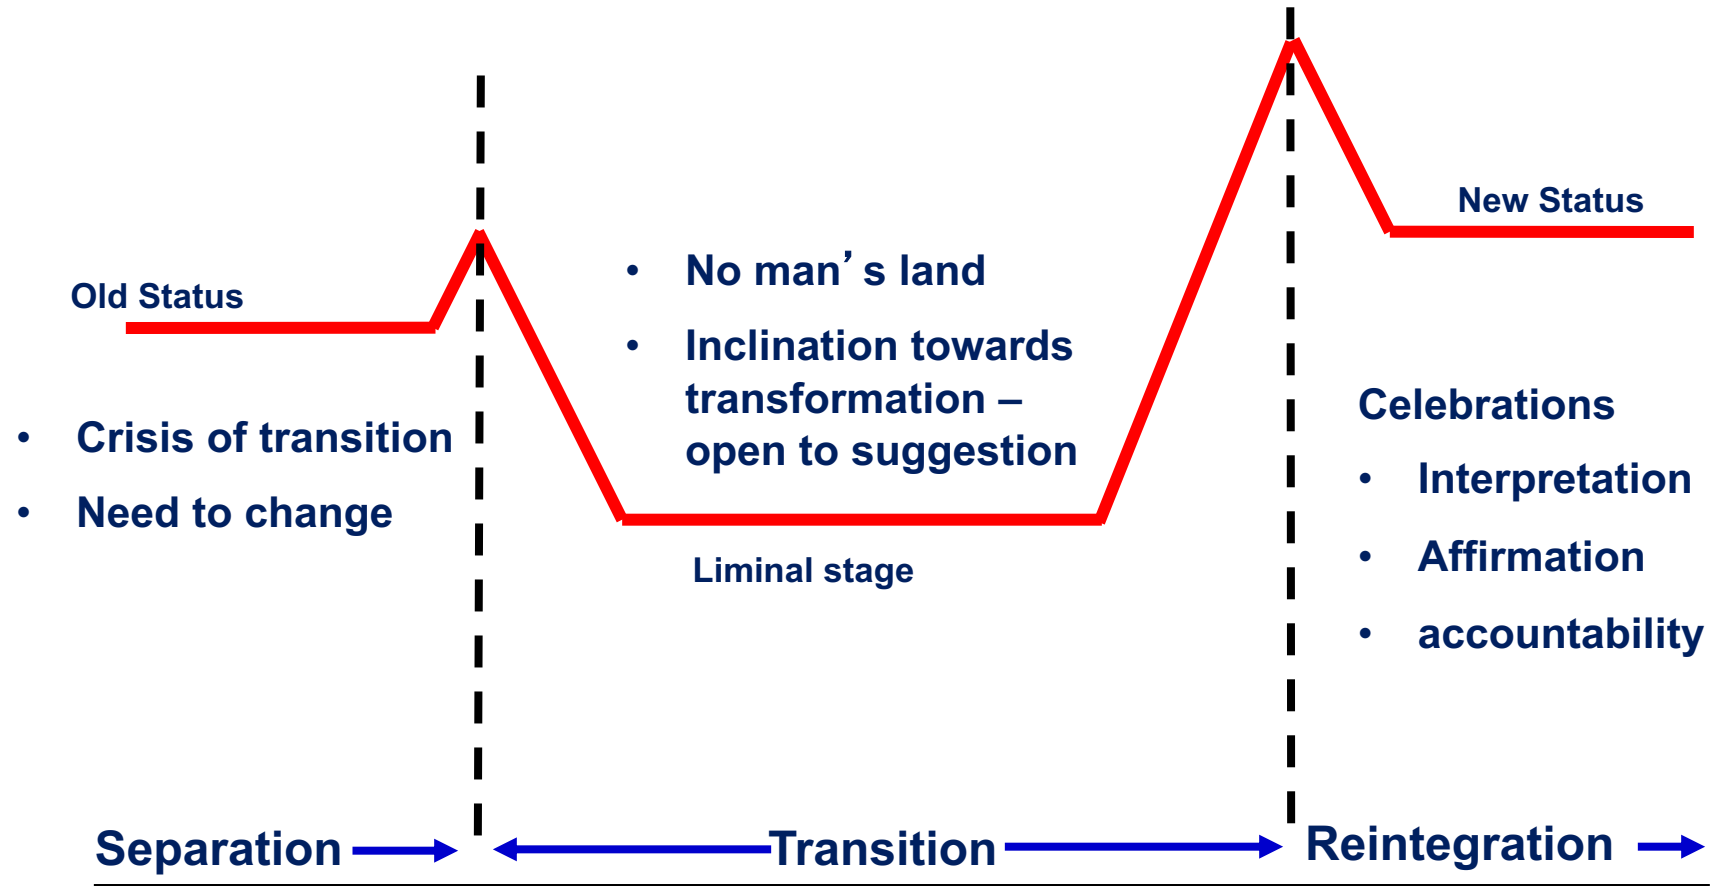 Old Status
• Crisis of transition
• Need to change
• No man’s land
• Inclination towards
transformation –
open to suggestion
Liminal stage
New Status
Celebrations
• Interpretation
• Affirmation
• accountability
Separation
Transition
Reintegration